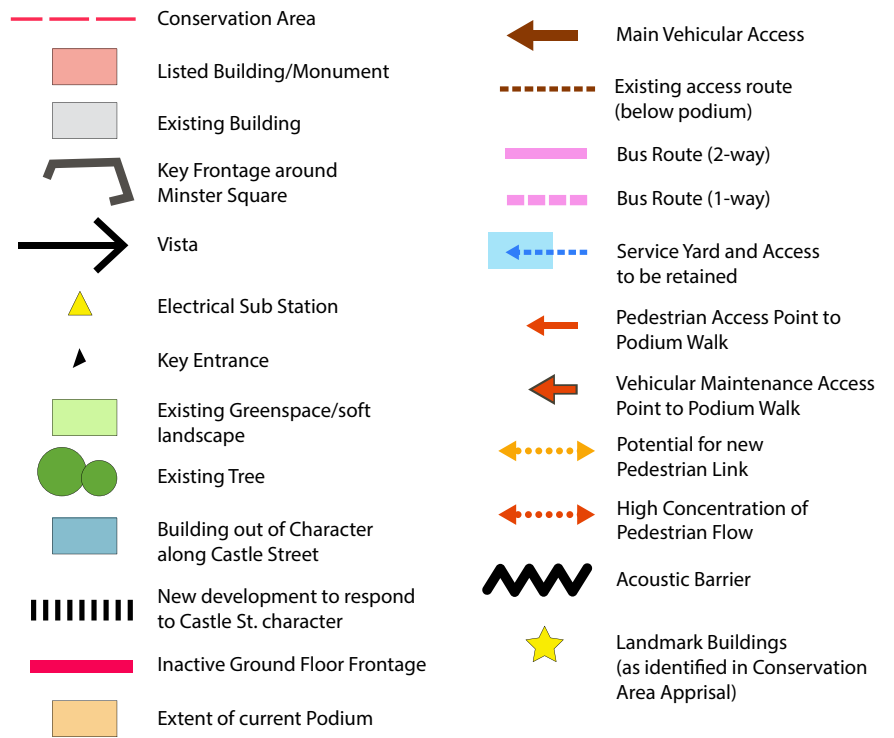 Conservation Area
Listed Building/Monument
Existing Building
Key Frontage around
Minster Square
Vista
Electrical Sub Station
Key Entrance
Existing Greenspace/soft
landscape
Existing Tree
Building out of Character
along Castle Street
New development to respond
to Castle St. character
Inactive Ground Floor Frontage
Extent of current Podium
Main Vehicular Access
Existing access route
(below podium)
Bus Route (2-way)
Bus Route (1-way)
Service Yard and Access
to be retained
Pedestrian Access Point to
Podium Walk
Vehicular Maintenance Access
Point to Podium Walk
Potential for new
Pedestrian Link
High Concentration of
Pedestrian Flow
Acoustic Barrier
Landmark Buildings
(as identified in Conservation
Area Apprisal)